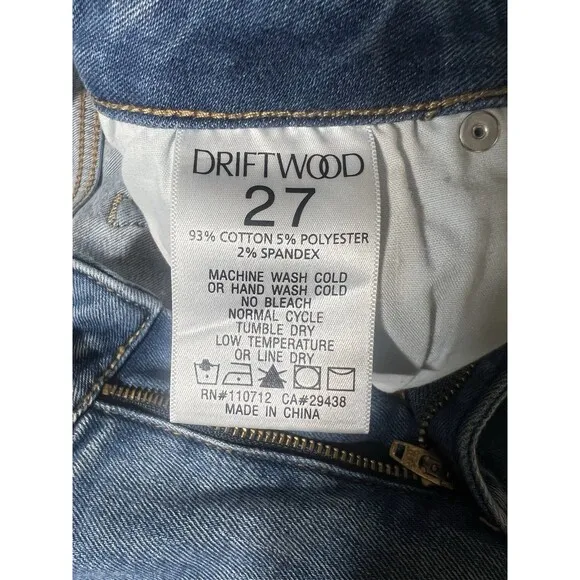 DRIFTWOOD
27
93% COTTON 5% POLYESTER
2% SPANDEX
MACHINE WASH COLD
OR HAND WASH COLD
NO BLEACH
NORMAL CYCLE
TUMBLE DRY
LOW TEMPERATURE
OR LINE DRY
RN#110712 CA#29438
MADE IN CHINA